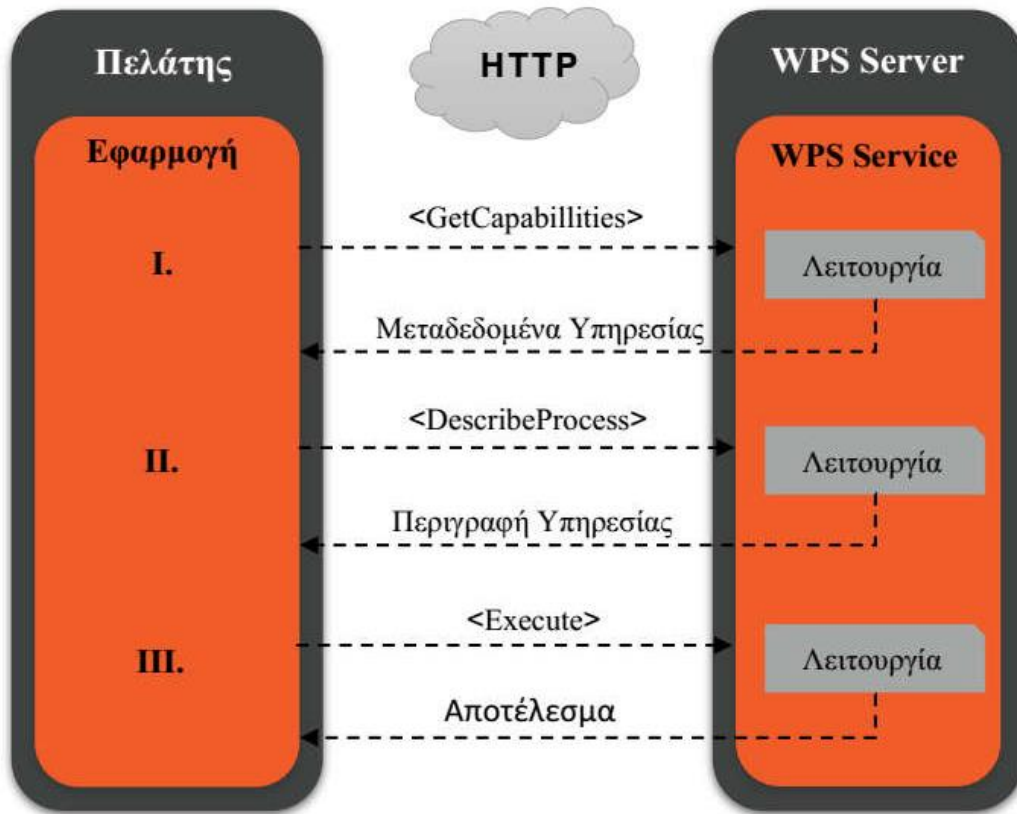 Πελάτης
HTTP
WPS Server
Εφαρμογή
WPS Service
<GetCapabillities>
I.
Λειτουργία
Μεταδεδομένα Υπηρεσίας
<DescribeProcess>
II.
Λειτουργία
Περιγραφή Υπηρεσίας
<Execute>
III.
Λειτουργία
Αποτέλεσμα